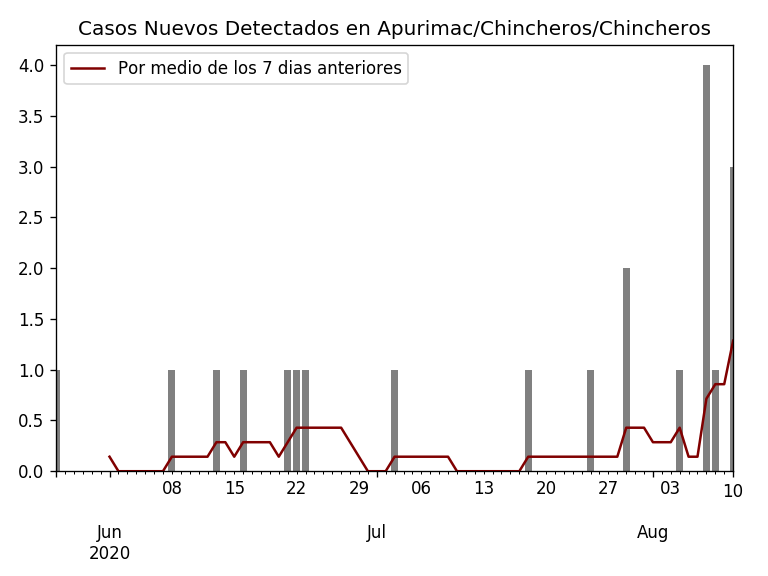 Casos Nuevos Detectados en Apurimac/Chincheros/Chincheros
Por medio de los 7 dias anteriores
4.0
3.5
3.0
2.5
2.0
1.5
1.0
0.5
0.0
08 15 22 29 06 13 20 27 03 10
Jun Jul Aug
2020